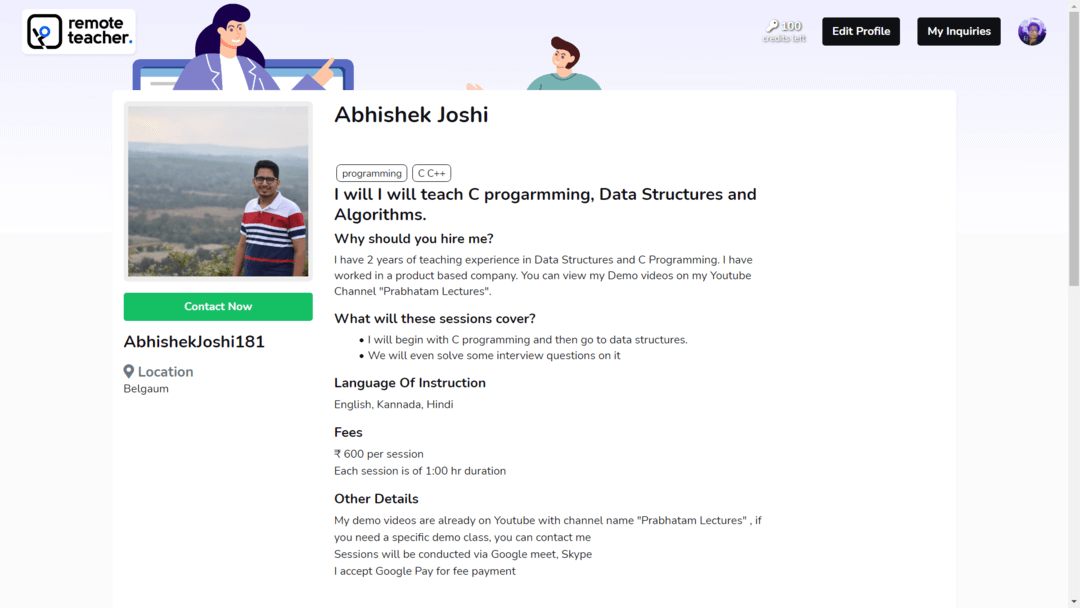 remote
teacher.
100
credits left
Edit Profile
My Inquiries
Abhishek Joshi
programming
C C++
I will I will teach C progarmming, Data Structures and
Algorithms.
Why should you hire me?
I have 2 years of teaching experience in Data Structures and C Programming. I have
worked in a product based company. You can view my Demo videos on my Youtube
Channel "Prabhatam Lectures".
What will these sessions cover?
• I will begin with C programming and then go to data structures.
• We will even solve some interview questions on it
Language Of Instruction
English, Kannada, Hindi
Fees
₹ 600 per session
Each session is of 1:00 hr duration
Other Details
My demo videos are already on Youtube with channel name "Prabhatam Lectures" , if
you need a specific demo class, you can contact me
Sessions will be conducted via Google meet, Skype
I accept Google Pay for fee payment
Contact Now
AbhishekJoshi181
Location
Belgaum